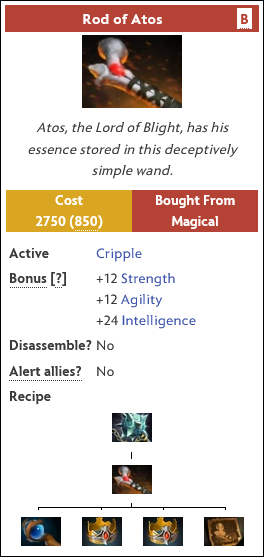 Rod of Atos B
Atos, the Lord of Blight, has his
essence stored in this deceptively
simple wand.
Cost Bought From
2750 (850) Magical
Active Cripple
Bonus [?] +12 Strength
+12 Agility
+24 Intelligence
Disassemble? No
Alert allies? No
Recipe